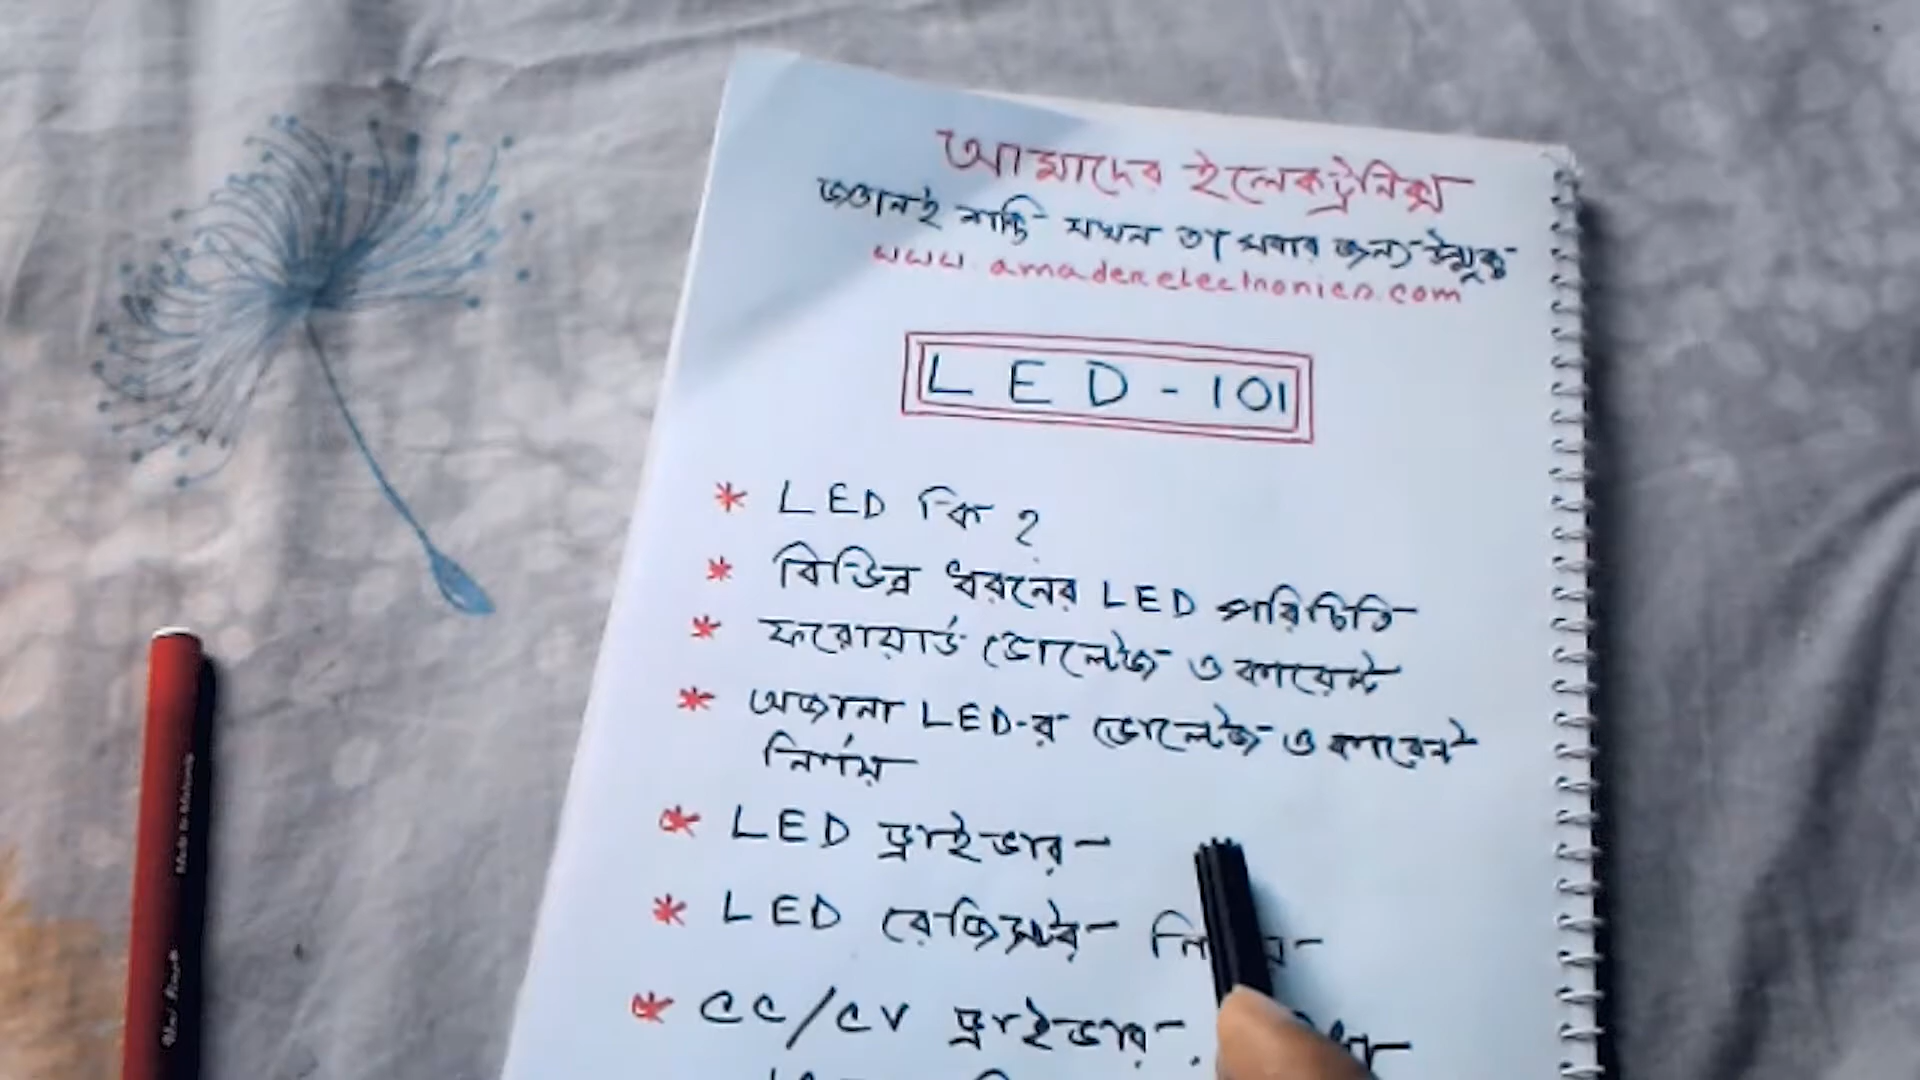 আমাদের ইলেকট্রনিক্স
জ্ঞানই শক্তি যখন তা সবার জন্য উন্মুক্ত
www.amaderelectronics.com
LED-101
* LED কি ?
* বিভিন্ন ধরনের LED পরিচিতি
* ফরোয়ার্ড ভোল্টেজ ও কারেন্ট
* অজানা LED-র ভোল্টেজ ও কারেন্ট
নির্ণয়
* LED ড্রাইভার
* LED রেজিস্টর
* CC/CV ড্রাইভার